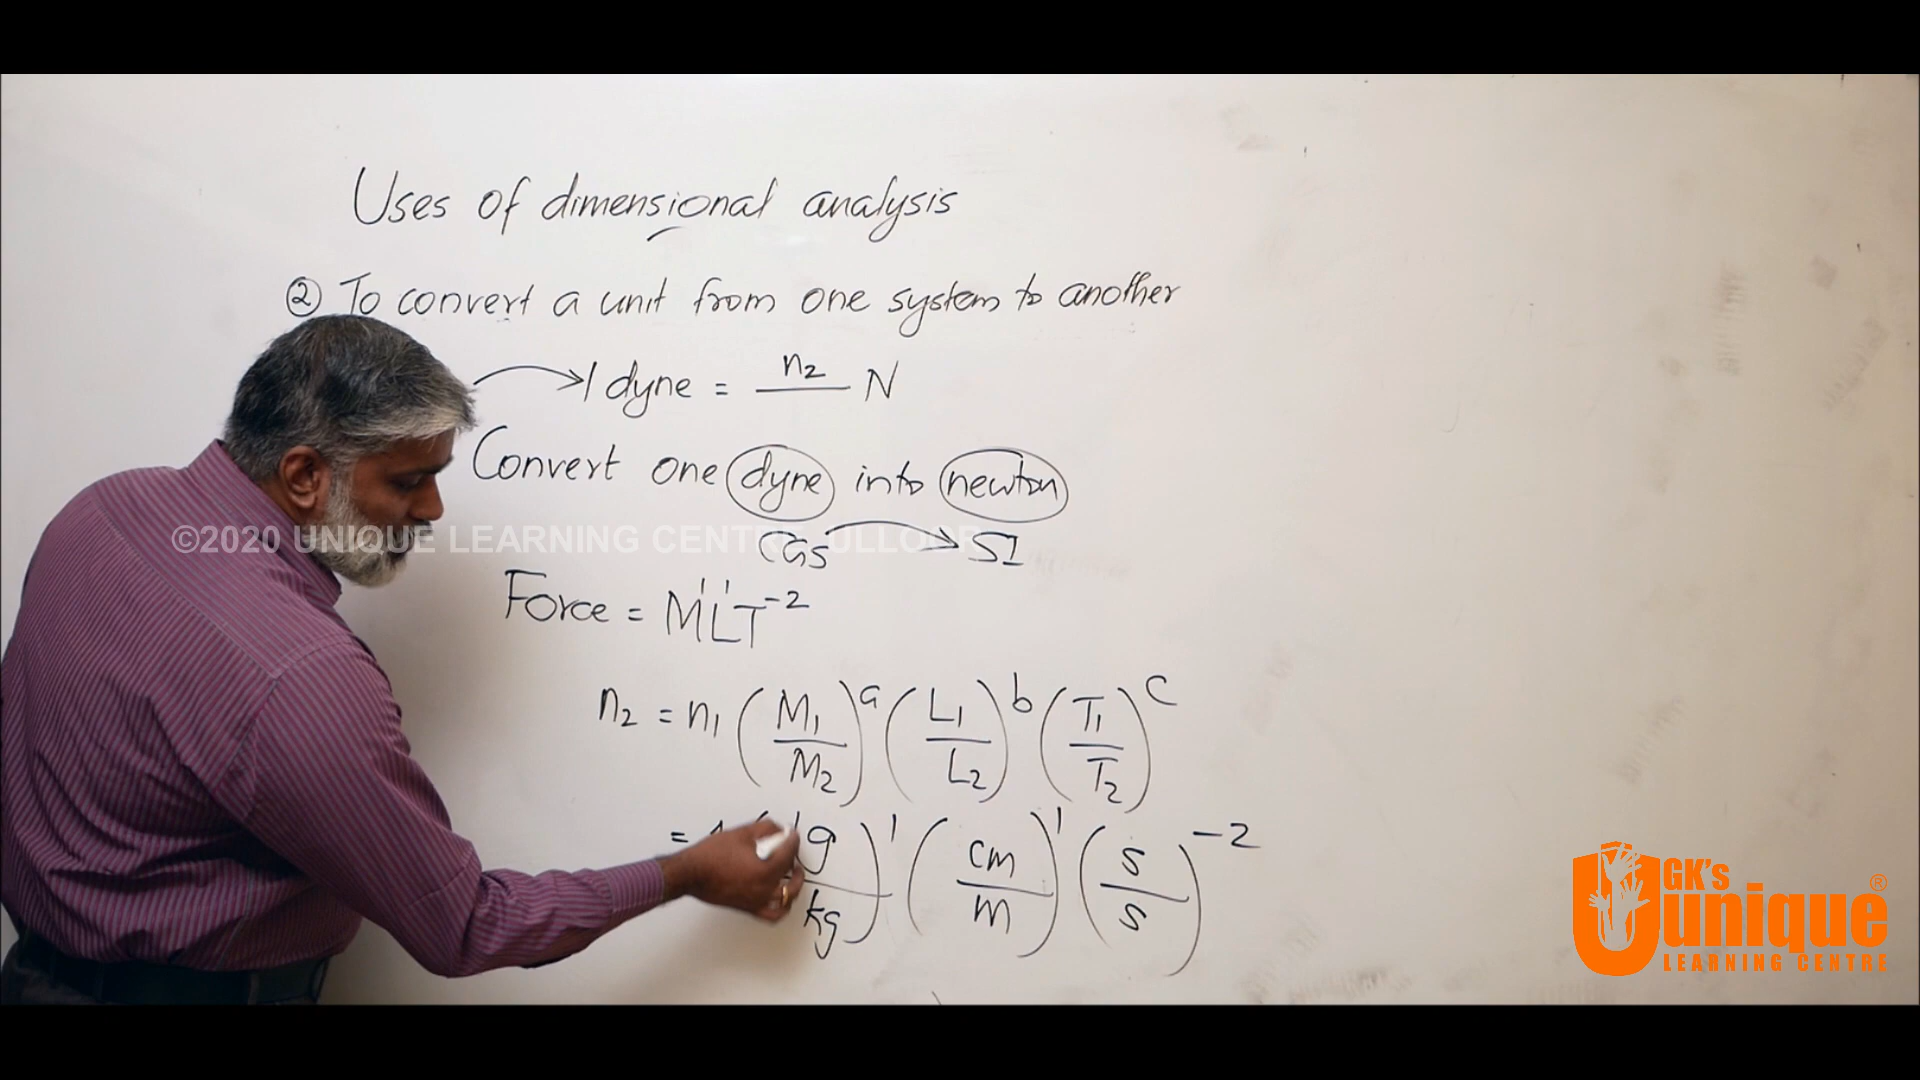 Uses of dimensional analysis
② To convert a unit from one system to another
1 dyne = n₂ N
Convert one dyne into newton
©2020 UNIQUE LEARNING CENTRE ULLOOR
CGS → SI
Force = M¹L¹T⁻²
n₂ = n₁ (M₁/M₂)ᵃ (L₁/L₂)ᵇ (T₁/T₂)ᶜ
= (g/kg)¹ (cm/m)¹ (s/s)⁻²
GK's
unique®
LEARNING CENTRE